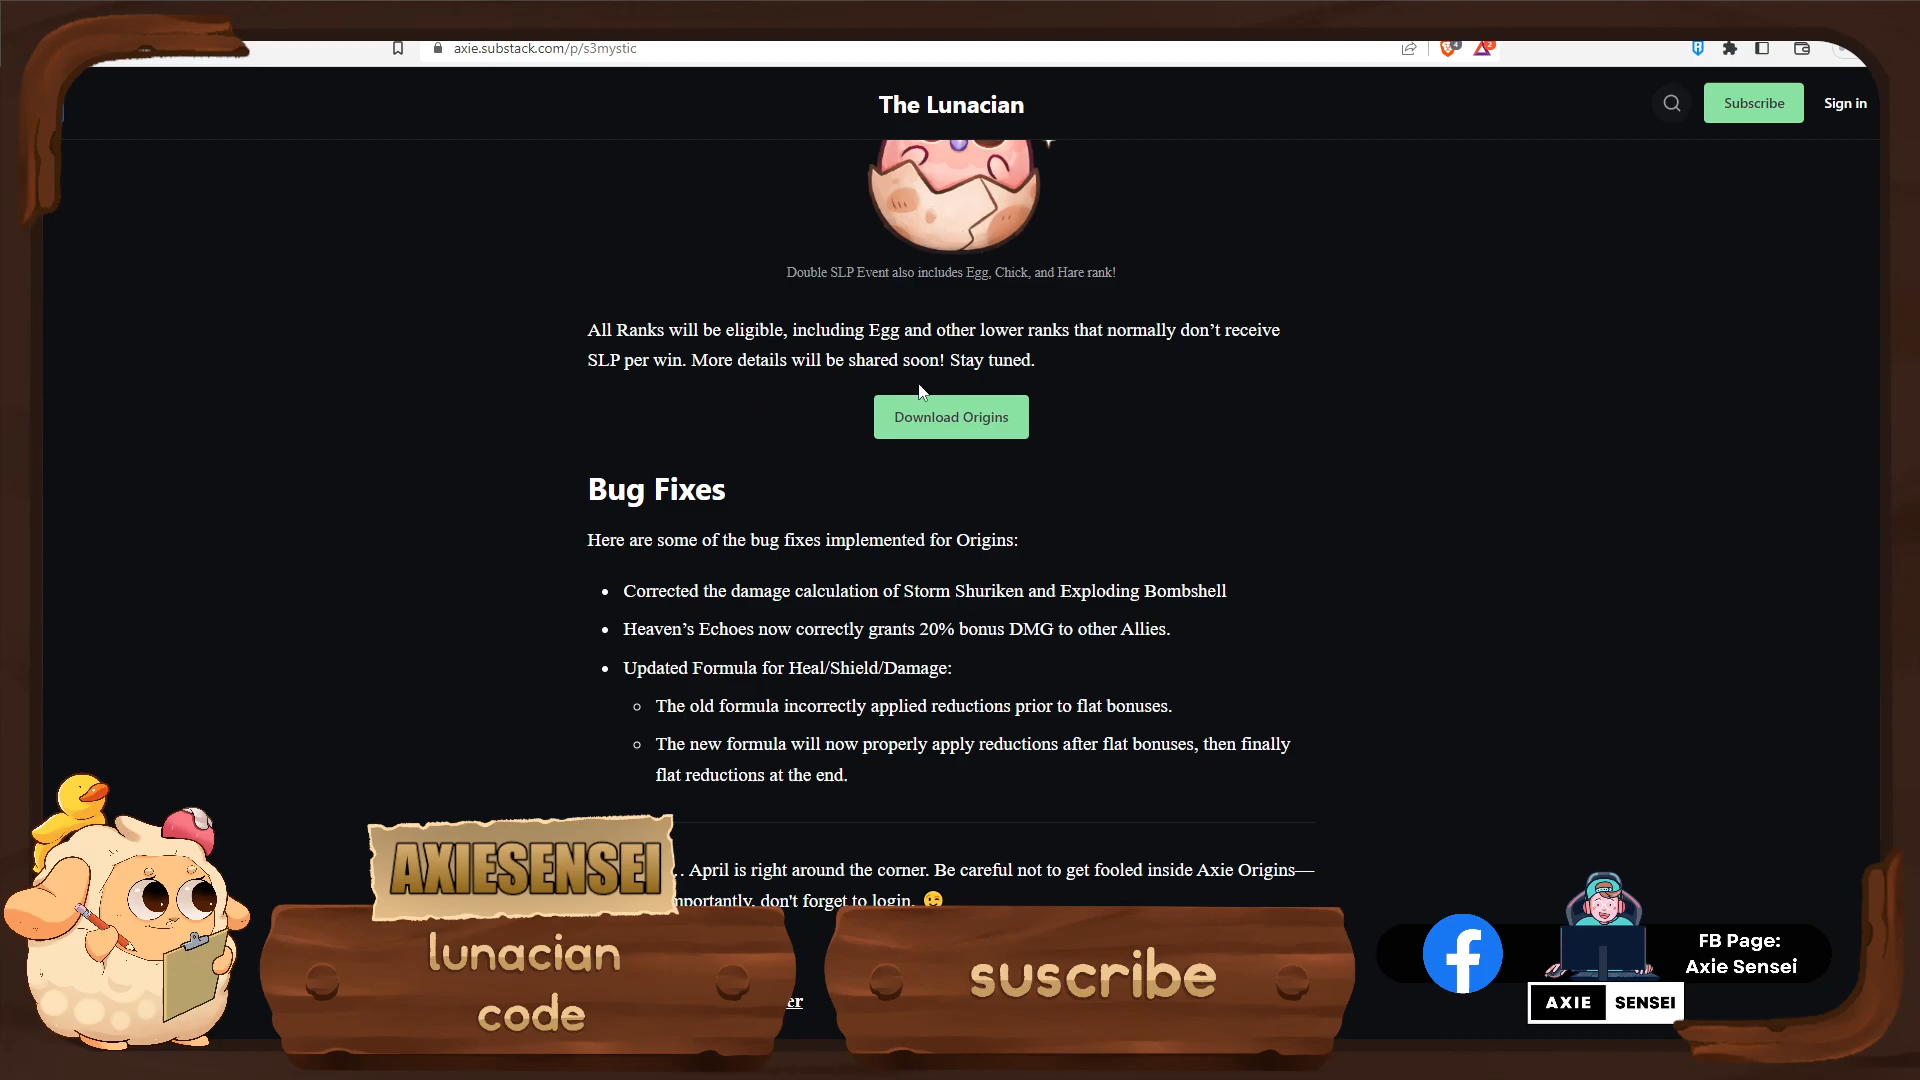 axie.substack.com/p/s3mystic
The Lunacian
Subscribe
Sign in
Double SLP Event also includes Egg, Chick, and Hare rank!
All Ranks will be eligible, including Egg and other lower ranks that normally don’t receive
SLP per win. More details will be shared soon! Stay tuned.
Download Origins
Bug Fixes
Here are some of the bug fixes implemented for Origins:
Corrected the damage calculation of Storm Shuriken and Exploding Bombshell
Heaven’s Echoes now correctly grants 20% bonus DMG to other Allies.
Updated Formula for Heal/Shield/Damage:
The old formula incorrectly applied reductions prior to flat bonuses.
The new formula will now properly apply reductions after flat bonuses, then finally
flat reductions at the end.
. April is right around the corner. Be careful not to get fooled inside Axie Origins—
mportantly, don't forget to login. 😉
er
AXIESENSEI
lunacian
code
suscribe
FB Page:
Axie Sensei
AXIE SENSEI